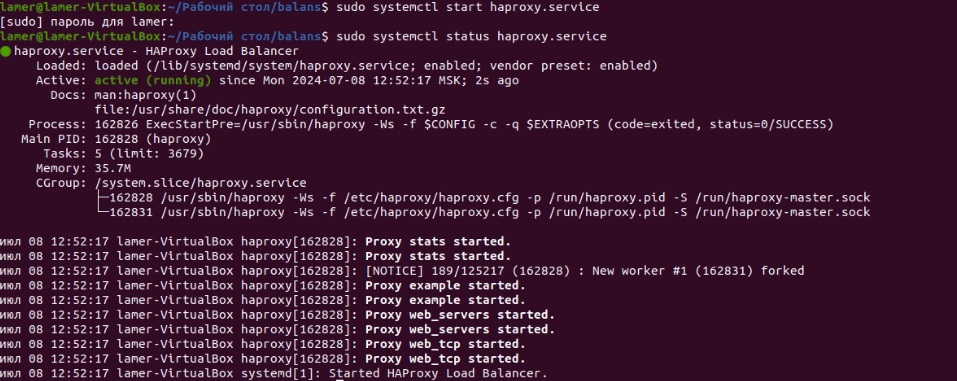 lamer@lamer-VirtualBox:~/Рабочий стол/balans$ sudo systemctl start haproxy.service
[sudo] пароль для lamer:
lamer@lamer-VirtualBox:~/Рабочий стол/balans$ sudo systemctl status haproxy.service
● haproxy.service - HAProxy Load Balancer
     Loaded: loaded (/lib/systemd/system/haproxy.service; enabled; vendor preset: enabled)
     Active: active (running) since Mon 2024-07-08 12:52:17 MSK; 2s ago
       Docs: man:haproxy(1)
             file:/usr/share/doc/haproxy/configuration.txt.gz
    Process: 162826 ExecStartPre=/usr/sbin/haproxy -Ws -f $CONFIG -c -q $EXTRAOPTS (code=exited, status=0/SUCCESS)
   Main PID: 162828 (haproxy)
      Tasks: 5 (limit: 3679)
     Memory: 35.7M
     CGroup: /system.slice/haproxy.service
             ├─162828 /usr/sbin/haproxy -Ws -f /etc/haproxy/haproxy.cfg -p /run/haproxy.pid -S /run/haproxy-master.sock
             └─162831 /usr/sbin/haproxy -Ws -f /etc/haproxy/haproxy.cfg -p /run/haproxy.pid -S /run/haproxy-master.sock
июл 08 12:52:17 lamer-VirtualBox haproxy[162828]: Proxy stats started.
июл 08 12:52:17 lamer-VirtualBox haproxy[162828]: Proxy stats started.
июл 08 12:52:17 lamer-VirtualBox haproxy[162828]: [NOTICE] 189/125217 (162828) : New worker #1 (162831) forked
июл 08 12:52:17 lamer-VirtualBox haproxy[162828]: Proxy example started.
июл 08 12:52:17 lamer-VirtualBox haproxy[162828]: Proxy example started.
июл 08 12:52:17 lamer-VirtualBox haproxy[162828]: Proxy web_servers started.
июл 08 12:52:17 lamer-VirtualBox haproxy[162828]: Proxy web_servers started.
июл 08 12:52:17 lamer-VirtualBox haproxy[162828]: Proxy web_tcp started.
июл 08 12:52:17 lamer-VirtualBox haproxy[162828]: Proxy web_tcp started.
июл 08 12:52:17 lamer-VirtualBox systemd[1]: Started HAProxy Load Balancer.